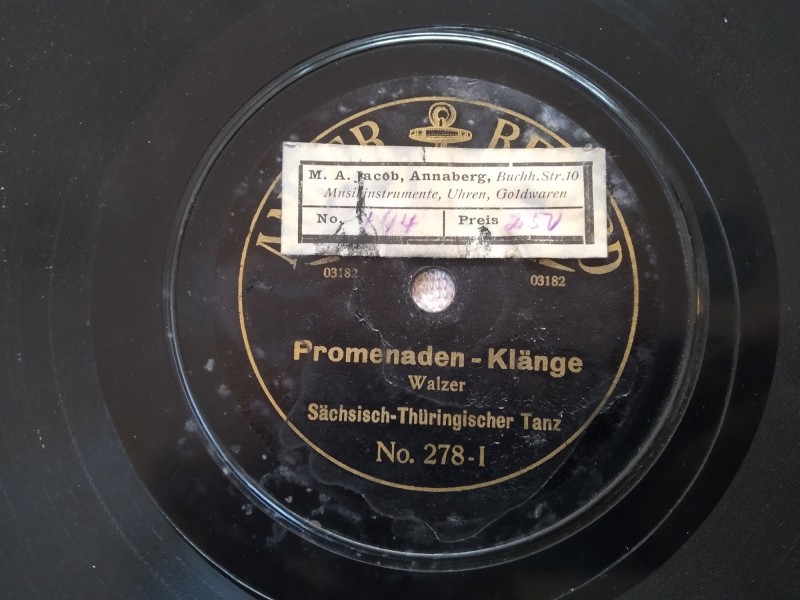 M. A. Jacob, Annaberg, Buchh.Str.10
Musikinstrumente, Uhren, Goldwaren
No. Preis
03182 03182
Promenaden - Klänge
Walzer
Sächsisch-Thüringischer Tanz
No. 278-I